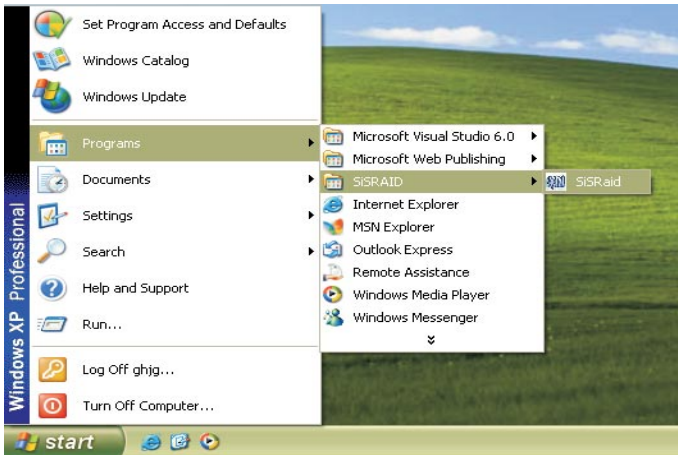 Set Program Access and Defaults
Windows Catalog
Windows Update
Programs
Documents
Settings
Search
Help and Support
Run...
Log Off ghjg...
Turn Off Computer...
Windows XP Professional
Microsoft Visual Studio 6.0
Microsoft Web Publishing
SiSRAID
Internet Explorer
MSN Explorer
Outlook Express
Remote Assistance
Windows Media Player
Windows Messenger
SiSRaid
start